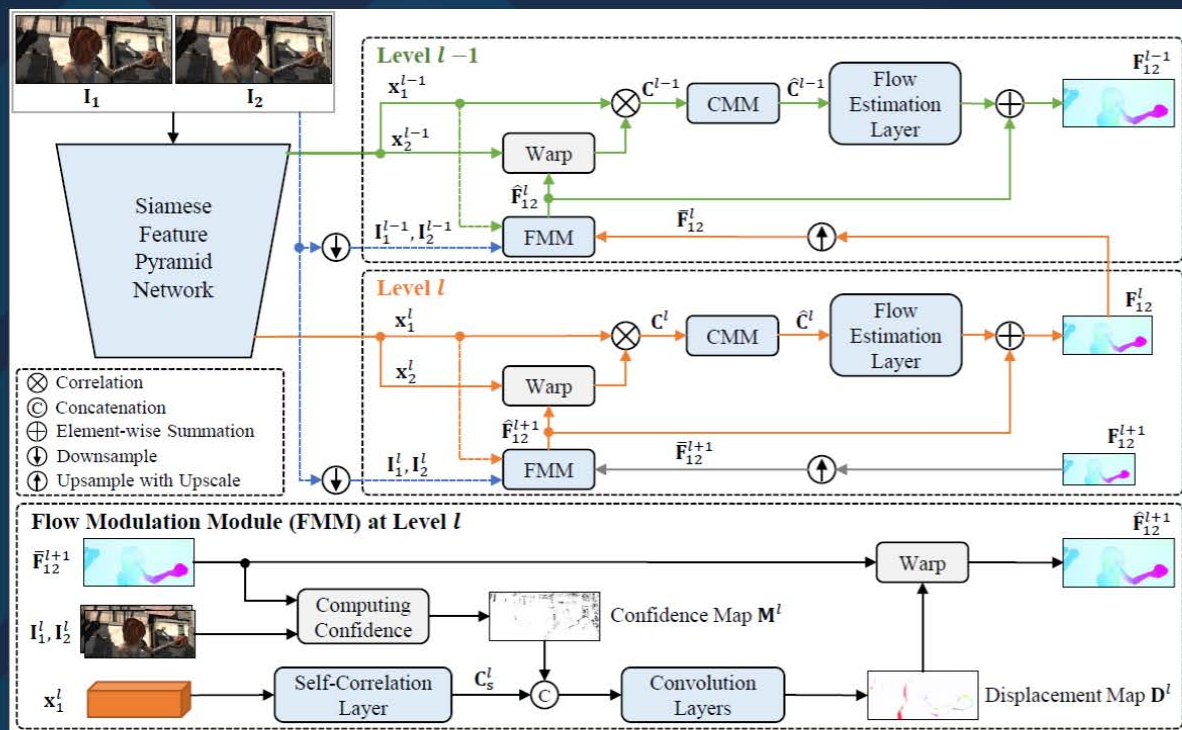 I₁ I₂
Siamese
Feature
Pyramid
Network
⊗ Correlation
Ⓒ Concatenation
⊕ Element-wise Summation
↓ Downsample
↑ Upsample with Upscale
Level l −1
x₁^{l−1}
x₂^{l−1}
C^{l−1}
CMM
Ĉ^{l−1}
Flow
Estimation
Layer
F₁₂^{l−1}
Warp
F̂₁₂^{l}
I₁^{l−1}, I₂^{l−1}
FMM
F̄₁₂^{l}
Level l
x₁^{l}
x₂^{l}
C^{l}
CMM
Ĉ^{l}
Flow
Estimation
Layer
F₁₂^{l}
Warp
F̂₁₂^{l+1}
I₁^{l}, I₂^{l}
FMM
F̄₁₂^{l+1}
F₁₂^{l+1}
Flow Modulation Module (FMM) at Level l
F̄₁₂^{l+1}
Warp
F̂₁₂^{l+1}
I₁^{l}, I₂^{l}
Computing
Confidence
Confidence Map M^{l}
x₁^{l}
Self-Correlation
Layer
Cₛ^{l}
C
Convolution
Layers
Displacement Map D^{l}